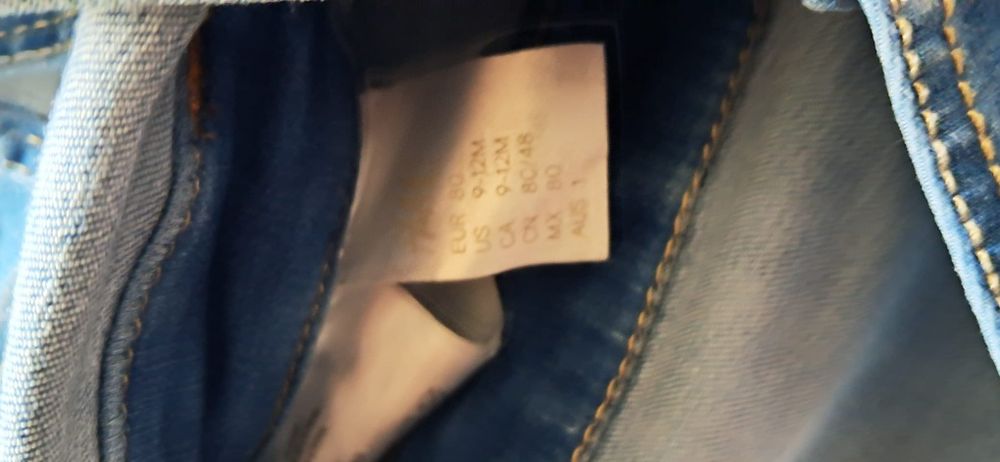 EUR 80
US 9-12M
CA 9-12M
CN 80/48
MX 80
AUS 1